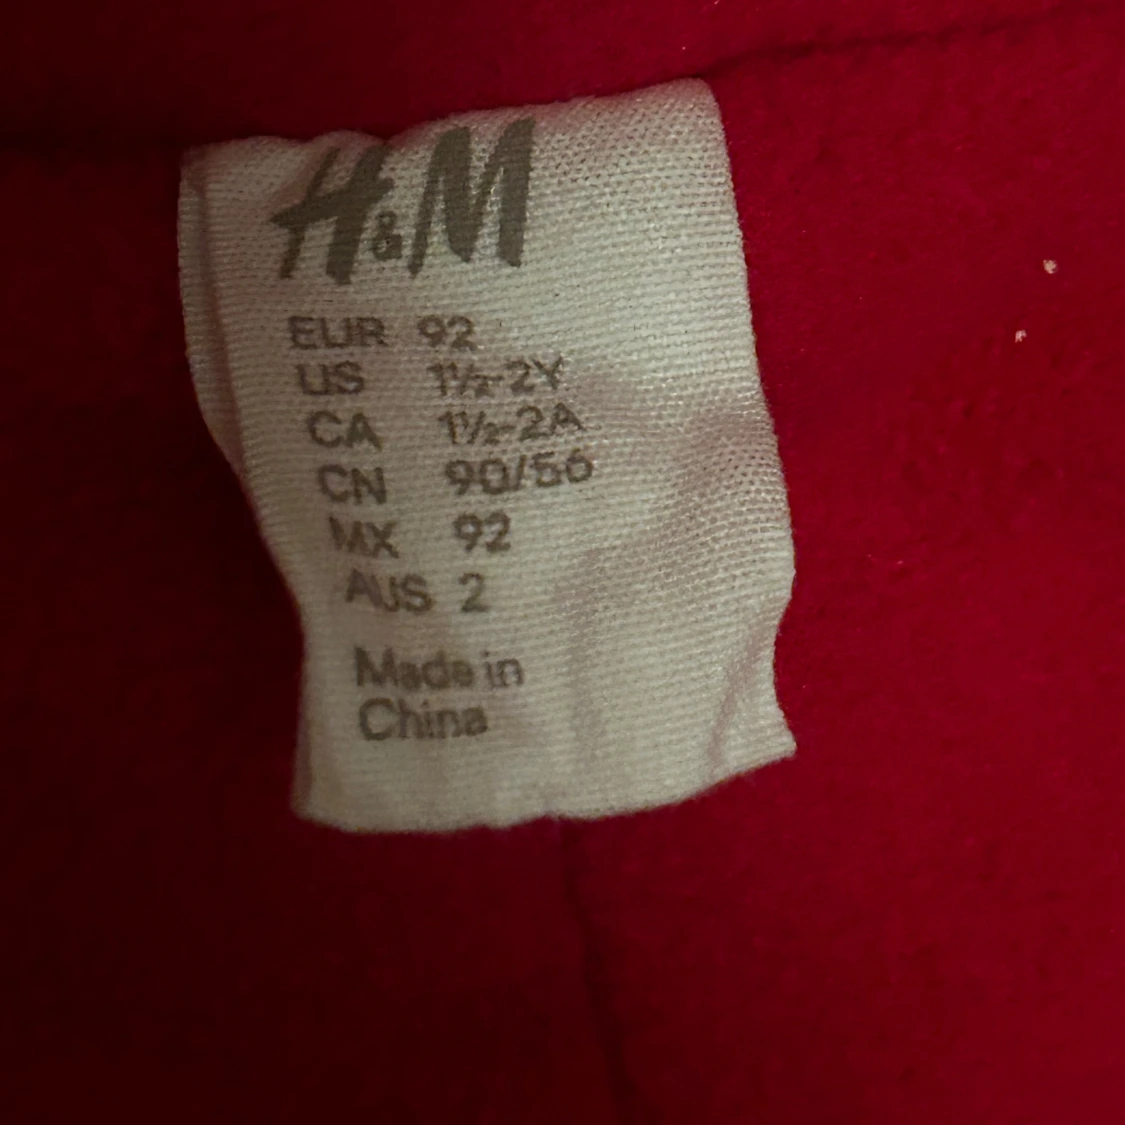 H&M
EUR 92
US 1½-2Y
CA 1½-2A
CN 90/56
MX 92
AUS 2
Made in
China